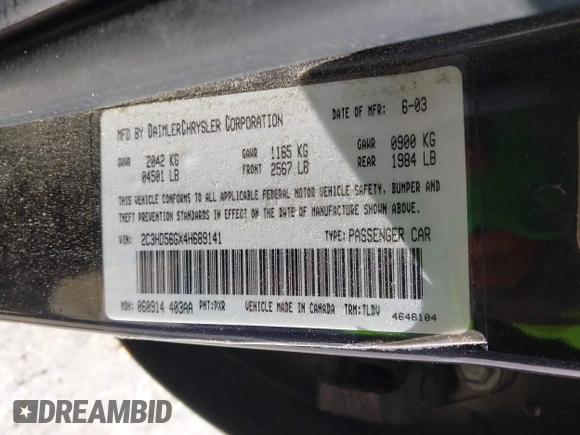 MFD BY DAIMLERCHRYSLER CORPORATION DATE OF MFR: 6-03
GVWR 2042 KG GAWR 1165 KG GAWR 0900 KG
04501 LB FRONT 2567 LB REAR 1984 LB
THIS VEHICLE CONFORMS TO ALL APPLICABLE FEDERAL MOTOR VEHICLE SAFETY, BUMPER AND
THEFT PREVENTION STANDARDS IN EFFECT ON THE DATE OF MANUFACTURE SHOWN ABOVE.
VIN: 2C3HD56GX4H689141 TYPE: PASSENGER CAR
MDH: 060914 403AA PNT: PXR VEHICLE MADE IN CANADA TRM: TLDV
4648104
DREAMBID